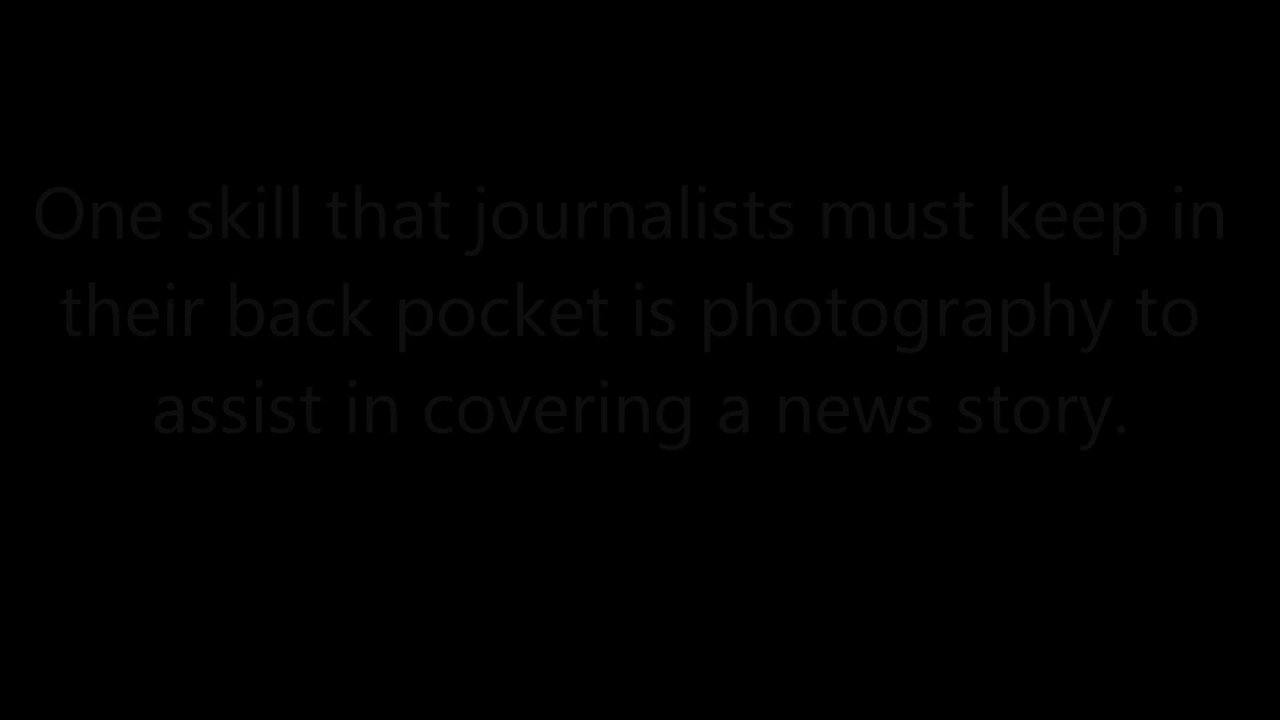 One skill that journalists must keep in
their back pocket is photography to
assist in covering a news story.